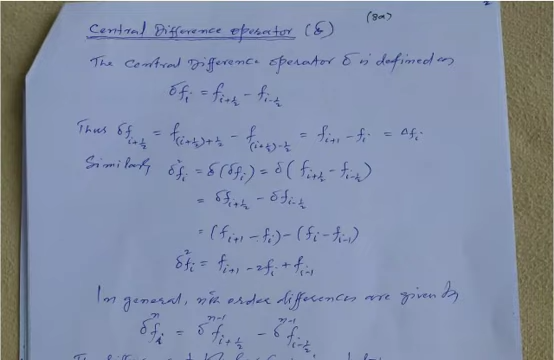 (8a)
Central Difference operator (δ)
The Central Difference operator δ is defined as
δf_i = f_{i+½} - f_{i-½}
Thus δf_{i+½} = f_{(i+½)+½} - f_{(i+½)-½} = f_{i+1} - f_i = Δf_i
Similarly δ²f_i = δ(δf_i) = δ(f_{i+½} - f_{i-½})
= δf_{i+½} - δf_{i-½}
= (f_{i+1} - f_i) - (f_i - f_{i-1})
δ²f_i = f_{i+1} - 2f_i + f_{i-1}
In general, nth order differences are given by
δⁿf_i = δⁿ⁻¹f_{i+½} - δⁿ⁻¹f_{i-½}